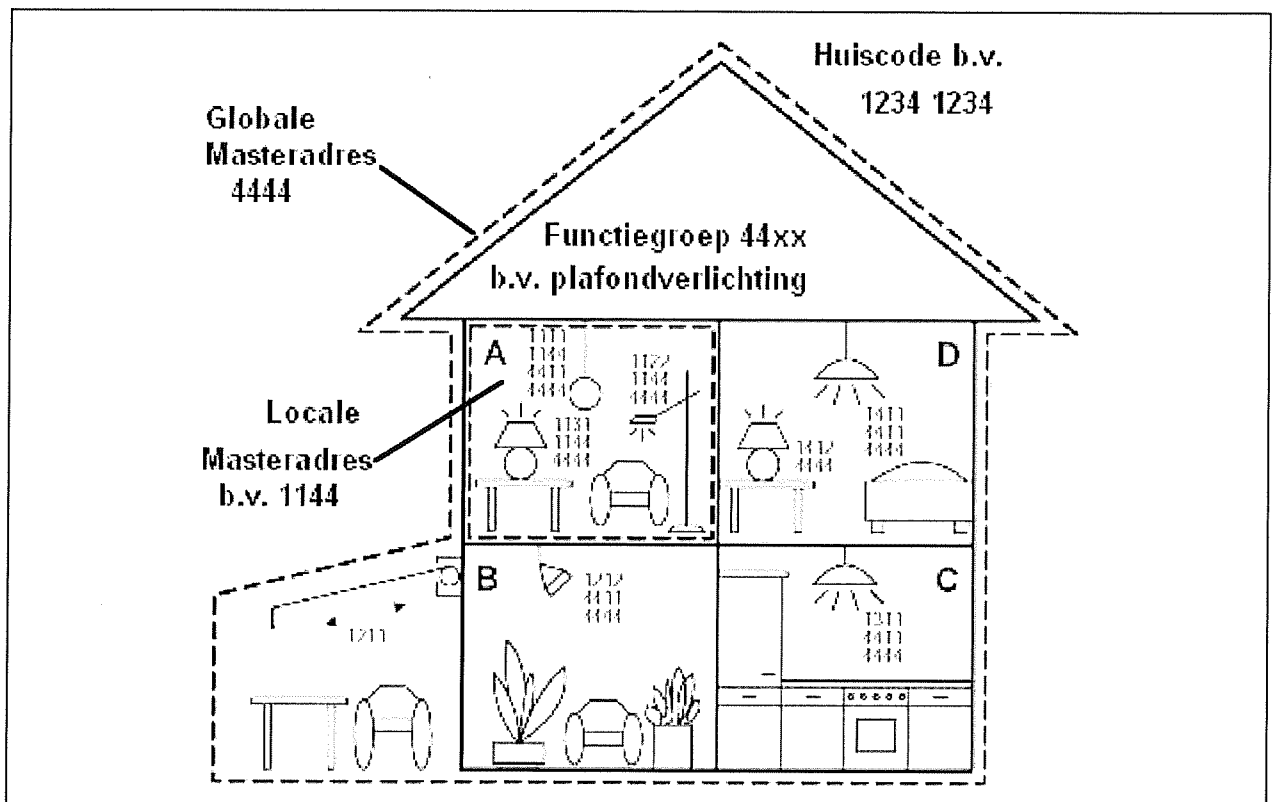 Huiscode b.v.
1234 1234
Globale
Masteradres
4444
Functiegroep 44xx
b.v. plafondverlichting
A
1111
1144
4411
4444
1122
1144
4444
D
1411
4411
4444
Locale
Masteradres
b.v. 1144
1131
1144
4444
1412
4444
B
1212
4411
4444
C
1311
4411
4444
1211